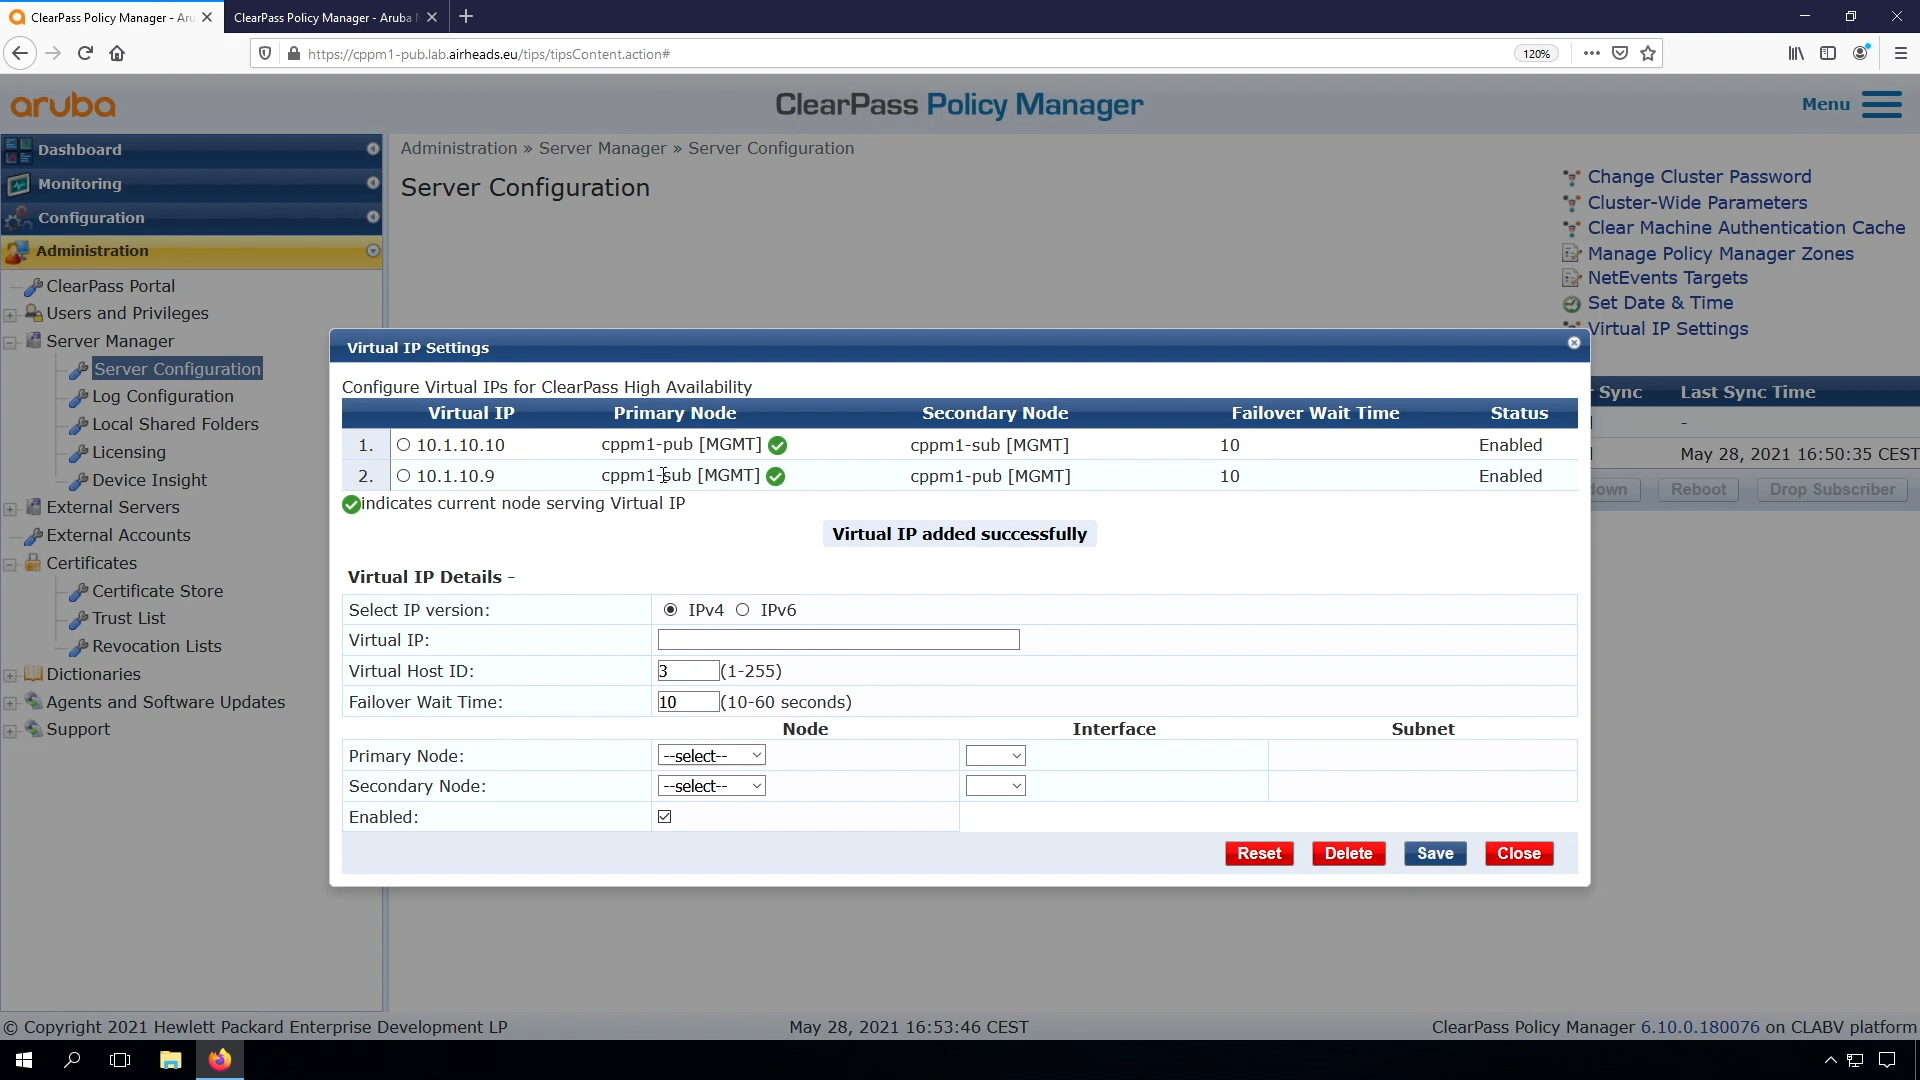 ClearPass Policy Manager - Aru
ClearPass Policy Manager - Aruba
https://cppm1-pub.lab.airheads.eu/tips/tipsContent.action#
120%
aruba
ClearPass Policy Manager
Menu
Dashboard
Monitoring
Configuration
Administration
ClearPass Portal
Users and Privileges
Server Manager
Server Configuration
Log Configuration
Local Shared Folders
Licensing
Device Insight
External Servers
External Accounts
Certificates
Certificate Store
Trust List
Revocation Lists
Dictionaries
Agents and Software Updates
Support
Administration » Server Manager » Server Configuration
Server Configuration
Change Cluster Password
Cluster-Wide Parameters
Clear Machine Authentication Cache
Manage Policy Manager Zones
NetEvents Targets
Set Date & Time
Virtual IP Settings
Sync Last Sync Time
-
May 28, 2021 16:50:35 CEST
down Reboot Drop Subscriber
Virtual IP Settings
Configure Virtual IPs for ClearPass High Availability
Virtual IP Primary Node Secondary Node Failover Wait Time Status
1. 10.1.10.10 cppm1-pub [MGMT] cppm1-sub [MGMT] 10 Enabled
2. 10.1.10.9 cppm1-sub [MGMT] cppm1-pub [MGMT] 10 Enabled
indicates current node serving Virtual IP
Virtual IP added successfully
Virtual IP Details -
Select IP version: IPv4 IPv6
Virtual IP:
Virtual Host ID: 3 (1-255)
Failover Wait Time: 10 (10-60 seconds)
Node Interface Subnet
Primary Node: --select--
Secondary Node: --select--
Enabled:
Reset Delete Save Close
© Copyright 2021 Hewlett Packard Enterprise Development LP May 28, 2021 16:53:46 CEST ClearPass Policy Manager 6.10.0.180076 on CLABV platform